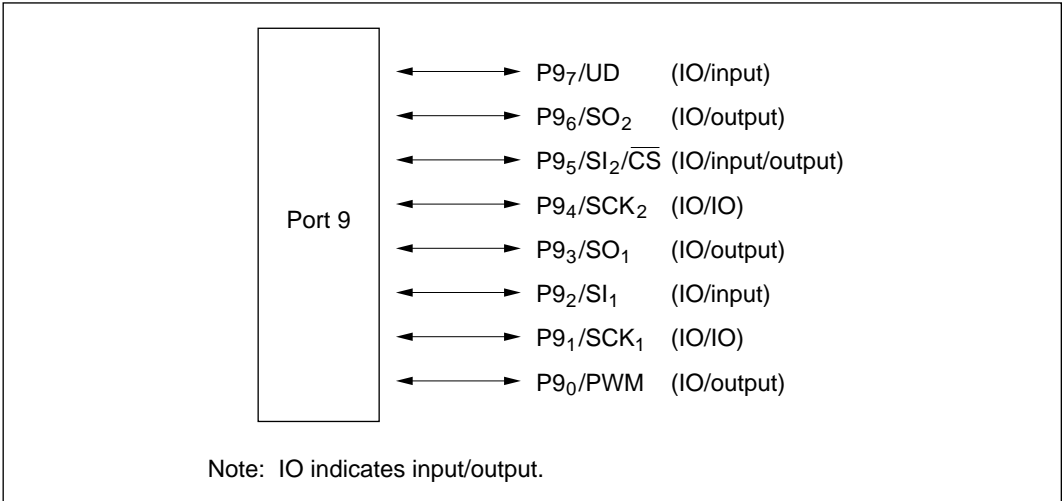 P9₇/UD (IO/input)
P9₆/SO₂ (IO/output)
P9₅/SI₂/C̅S̅ (IO/input/output)
Port 9
P9₄/SCK₂ (IO/IO)
P9₃/SO₁ (IO/output)
P9₂/SI₁ (IO/input)
P9₁/SCK₁ (IO/IO)
P9₀/PWM (IO/output)
Note: IO indicates input/output.